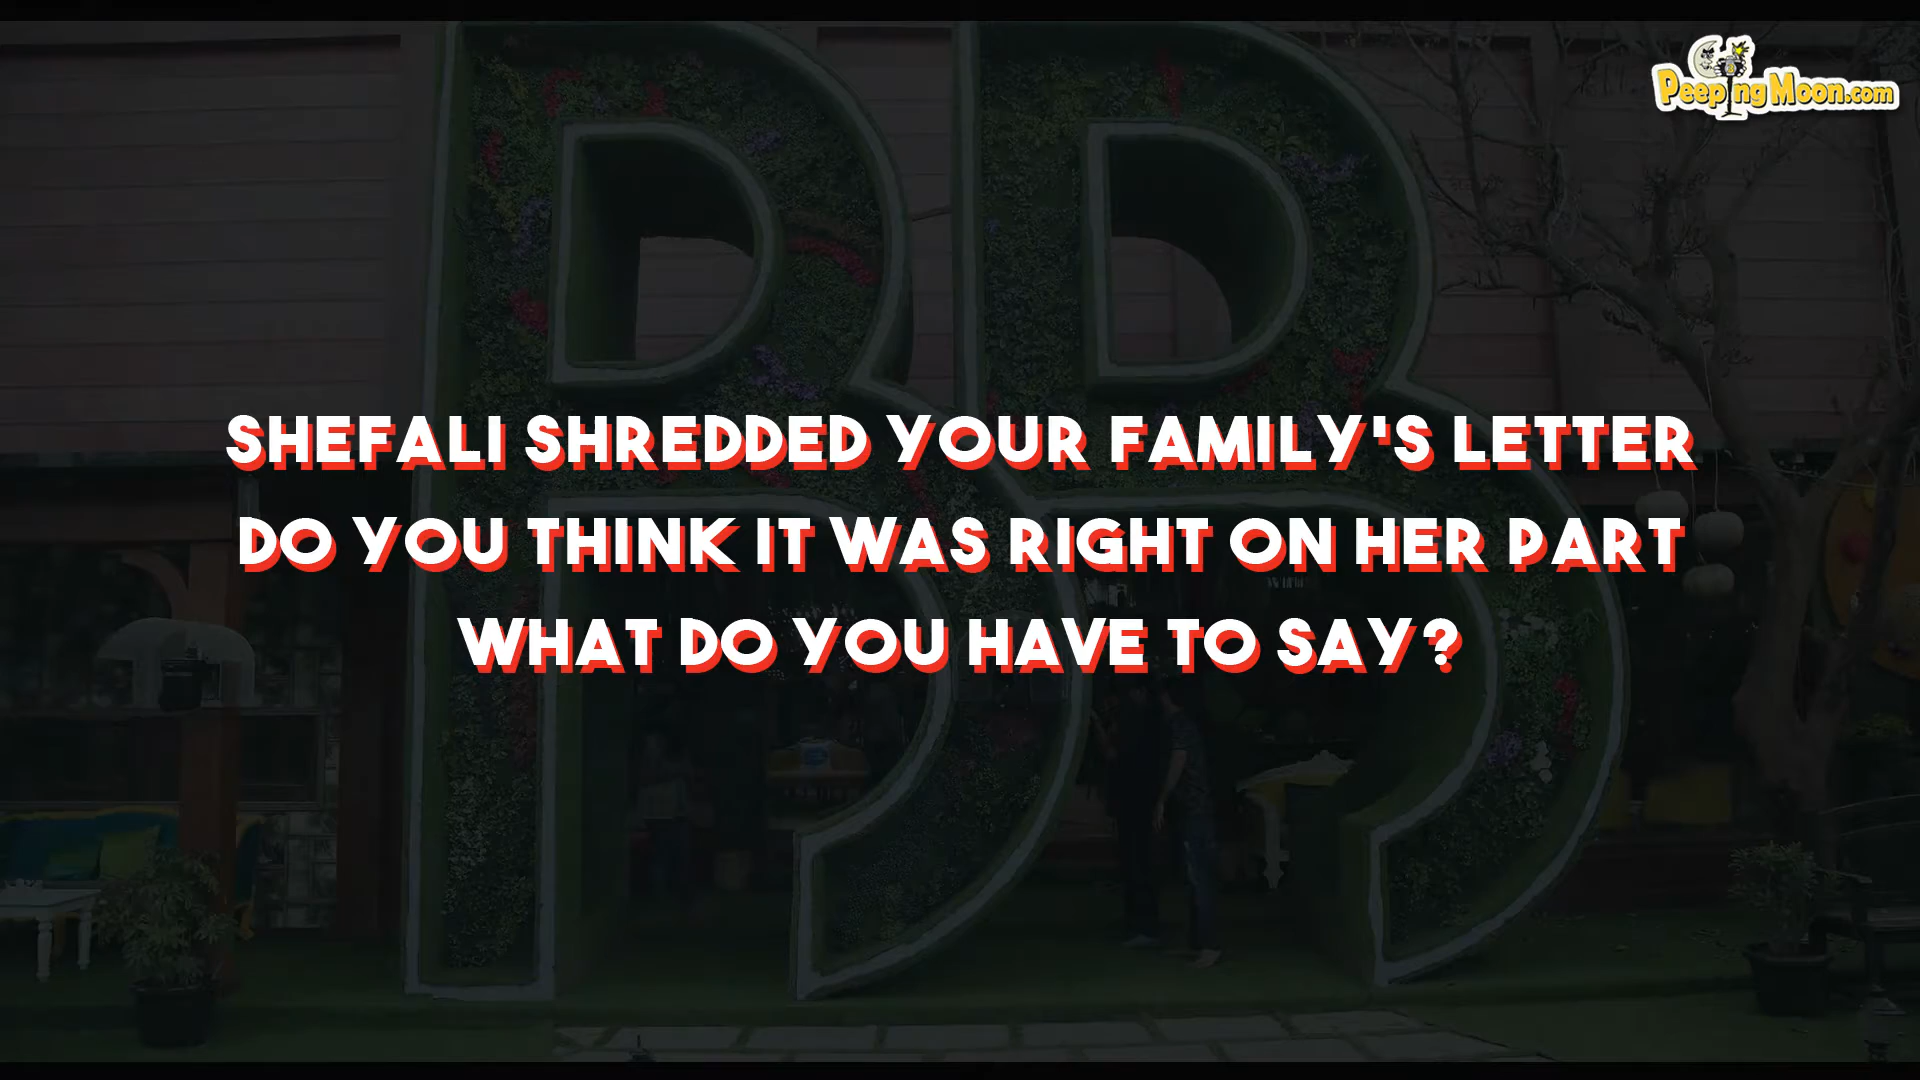 PeepingMoon.com
SHEFALI SHREDDED YOUR FAMILY'S LETTER
DO YOU THINK IT WAS RIGHT ON HER PART
WHAT DO YOU HAVE TO SAY?